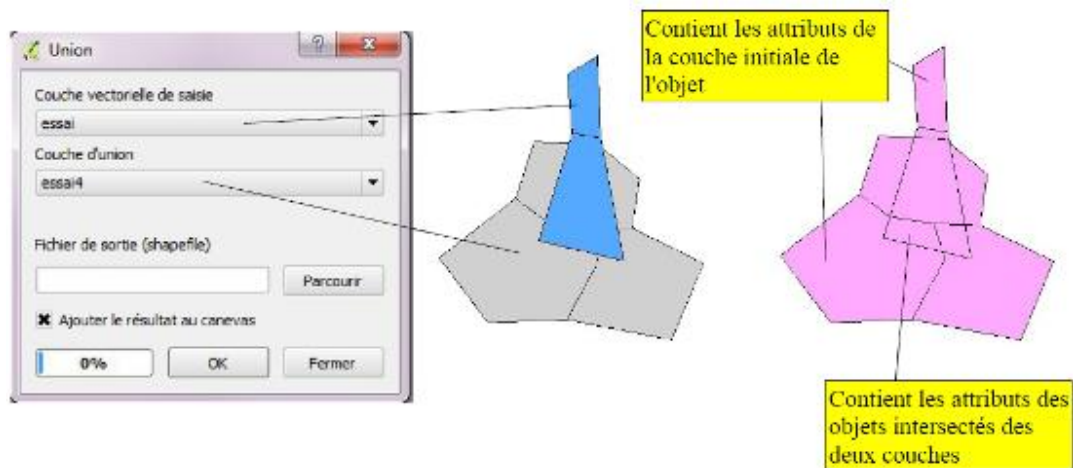 Union
Couche vectorielle de saisie
essai
Couche d'union
essai4
Fichier de sortie (shapefile)
Parcourir
Ajouter le résultat au canevas
0%
OK
Fermer
Contient les attributs de
la couche initiale de
l'objet
Contient les attributs des
objets intersectés des
deux couches